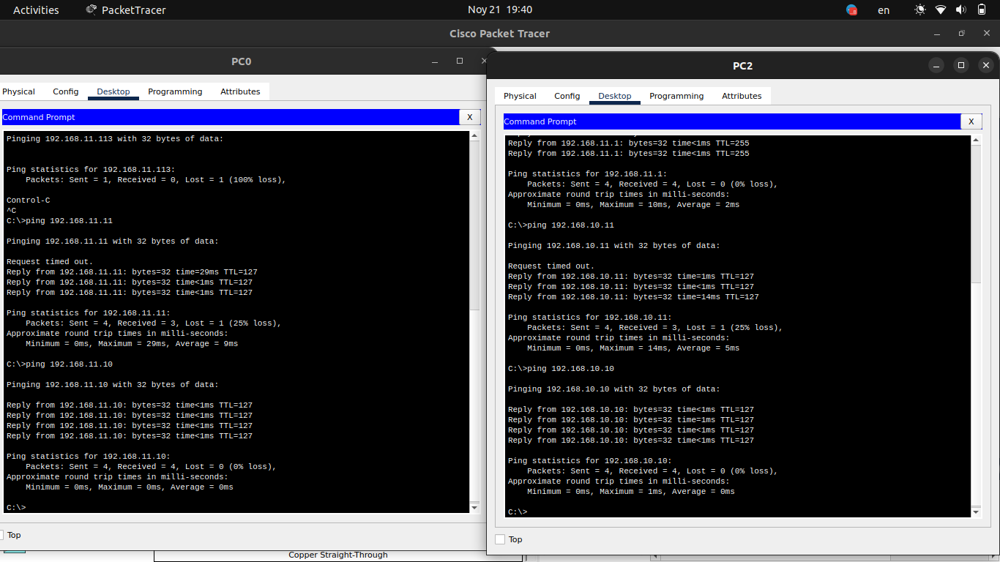 Activities
PacketTracer
Noy 21 19:40
en
Cisco Packet Tracer
PC0
Physical Config Desktop Programming Attributes
Command Prompt
X
Pinging 192.168.11.113 with 32 bytes of data:
Ping statistics for 192.168.11.113:
Packets: Sent = 1, Received = 0, Lost = 1 (100% loss),
Control-C
^C
C:\>ping 192.168.11.11
Pinging 192.168.11.11 with 32 bytes of data:
Request timed out.
Reply from 192.168.11.11: bytes=32 time=29ms TTL=127
Reply from 192.168.11.11: bytes=32 time<1ms TTL=127
Reply from 192.168.11.11: bytes=32 time<1ms TTL=127
Ping statistics for 192.168.11.11:
Packets: Sent = 4, Received = 3, Lost = 1 (25% loss),
Approximate round trip times in milli-seconds:
Minimum = 0ms, Maximum = 29ms, Average = 9ms
C:\>ping 192.168.11.10
Pinging 192.168.11.10 with 32 bytes of data:
Reply from 192.168.11.10: bytes=32 time<1ms TTL=127
Reply from 192.168.11.10: bytes=32 time<1ms TTL=127
Reply from 192.168.11.10: bytes=32 time<1ms TTL=127
Reply from 192.168.11.10: bytes=32 time<1ms TTL=127
Ping statistics for 192.168.11.10:
Packets: Sent = 4, Received = 4, Lost = 0 (0% loss),
Approximate round trip times in milli-seconds:
Minimum = 0ms, Maximum = 0ms, Average = 0ms
C:\>
Top
Copper Straight-Through
PC2
Physical Config Desktop Programming Attributes
Command Prompt
X
Reply from 192.168.11.1: bytes=32 time<1ms TTL=255
Reply from 192.168.11.1: bytes=32 time<1ms TTL=255
Ping statistics for 192.168.11.1:
Packets: Sent = 4, Received = 4, Lost = 0 (0% loss),
Approximate round trip times in milli-seconds:
Minimum = 0ms, Maximum = 10ms, Average = 2ms
C:\>ping 192.168.10.11
Pinging 192.168.10.11 with 32 bytes of data:
Request timed out.
Reply from 192.168.10.11: bytes=32 time=1ms TTL=127
Reply from 192.168.10.11: bytes=32 time<1ms TTL=127
Reply from 192.168.10.11: bytes=32 time=14ms TTL=127
Ping statistics for 192.168.10.11:
Packets: Sent = 4, Received = 3, Lost = 1 (25% loss),
Approximate round trip times in milli-seconds:
Minimum = 0ms, Maximum = 14ms, Average = 5ms
C:\>ping 192.168.10.10
Pinging 192.168.10.10 with 32 bytes of data:
Reply from 192.168.10.10: bytes=32 time<1ms TTL=127
Reply from 192.168.10.10: bytes=32 time<1ms TTL=127
Reply from 192.168.10.10: bytes=32 time<1ms TTL=127
Reply from 192.168.10.10: bytes=32 time<1ms TTL=127
Ping statistics for 192.168.10.10:
Packets: Sent = 4, Received = 4, Lost = 0 (0% loss),
Approximate round trip times in milli-seconds:
Minimum = 0ms, Maximum = 1ms, Average = 0ms
C:\>
Top